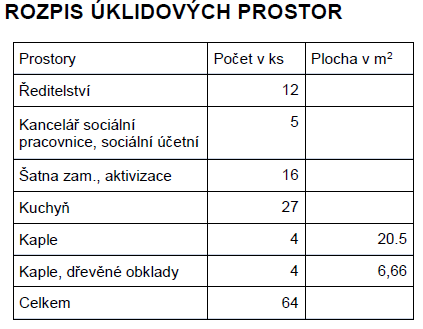 ROZPIS ÚKLIDOVÝCH PROSTOR
Prostory Počet v ks Plocha v m²
Ředitelství 12
Kancelář sociální 5
pracovnice, sociální účetní
Šatna zam., aktivizace 16
Kuchyň 27
Kaple 4 20.5
Kaple, dřevěné obklady 4 6,66
Celkem 64